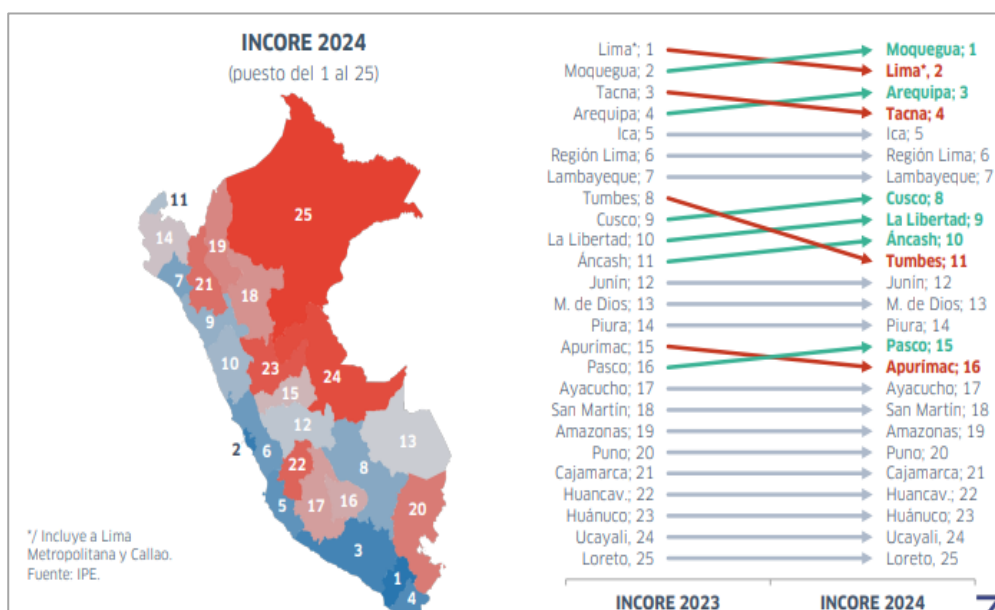 INCORE 2024
(puesto del 1 al 25)
11
25
14
19
7
21
18
9
10
23
24
15
12
13
2
6
22
8
5
17
16
20
3
1
4
*/ Incluye a Lima
Metropolitana y Callao.
Fuente: IPE.
Lima*; 1
Moquegua; 2
Tacna; 3
Arequipa; 4
Ica; 5
Región Lima; 6
Lambayeque; 7
Tumbes; 8
Cusco; 9
La Libertad; 10
Áncash; 11
Junín; 12
M. de Dios; 13
Piura; 14
Apurímac; 15
Pasco; 16
Ayacucho; 17
San Martín; 18
Amazonas; 19
Puno; 20
Cajamarca; 21
Huancav.; 22
Huánuco; 23
Ucayali, 24
Loreto, 25
INCORE 2023
Moquegua; 1
Lima*, 2
Arequipa; 3
Tacna; 4
Ica; 5
Región Lima; 6
Lambayeque; 7
Cusco; 8
La Libertad; 9
Áncash; 10
Tumbes; 11
Junín; 12
M. de Dios; 13
Piura; 14
Pasco; 15
Apurímac; 16
Ayacucho; 17
San Martín; 18
Amazonas; 19
Puno; 20
Cajamarca; 21
Huancav.; 22
Huánuco; 23
Ucayali, 24
Loreto, 25
INCORE 2024